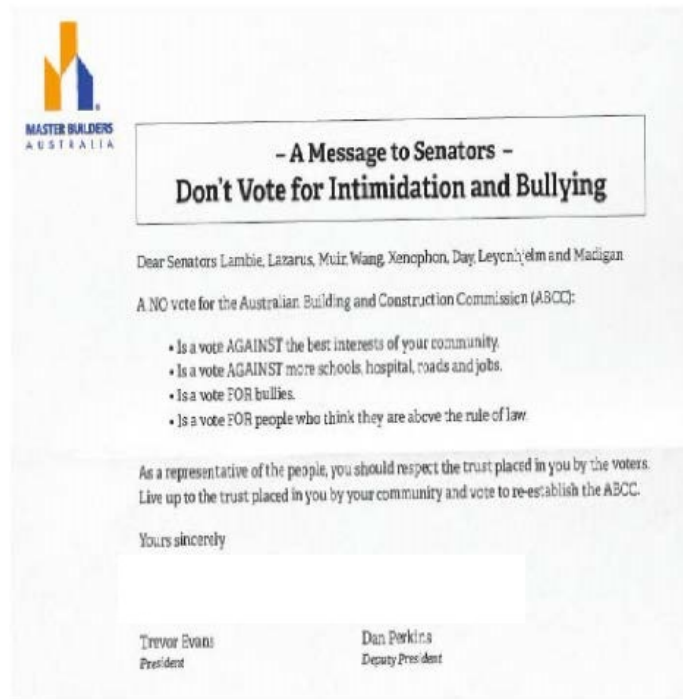 MASTER BUILDERS
AUSTRALIA
– A Message to Senators –
Don't Vote for Intimidation and Bullying
Dear Senators Lambie, Lazarus, Muir, Wang, Xenophon, Day, Leyonhjelm and Madigan
A NO vote for the Australian Building and Construction Commission (ABCC):
• Is a vote AGAINST the best interests of your community.
• Is a vote AGAINST more schools, hospital, roads and jobs.
• Is a vote FOR bullies.
• Is a vote FOR people who think they are above the rule of law.
As a representative of the people, you should respect the trust placed in you by the voters.
Live up to the trust placed in you by your community and vote to re-establish the ABCC.
Yours sincerely
Trevor Evans Dan Perkins
President Deputy President